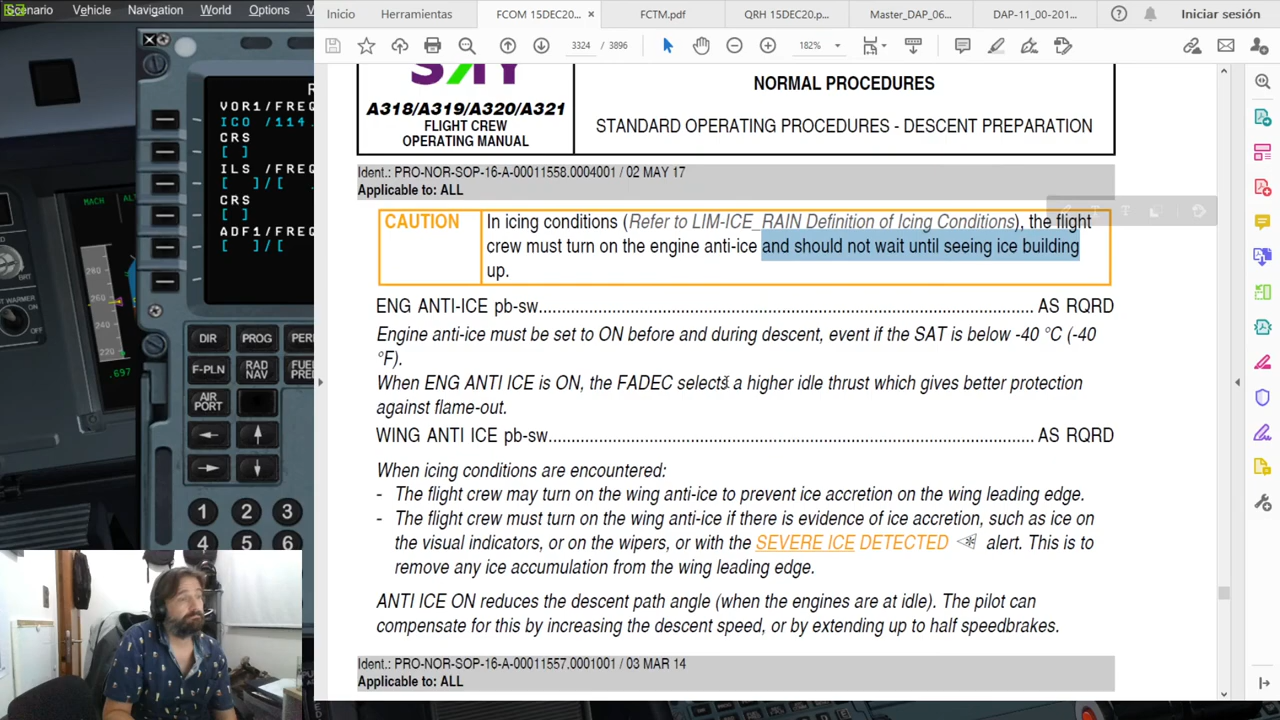 Scenario Vehicle Navigation World Options
Inicio Herramientas FCOM 15DEC20... × FCTM.pdf QRH 15DEC20.p... Master_DAP_06... DAP-11_00-201... Iniciar sesión
3324 / 3896 182%
SKY
A318/A319/A320/A321
FLIGHT CREW
OPERATING MANUAL
NORMAL PROCEDURES
STANDARD OPERATING PROCEDURES - DESCENT PREPARATION
Ident.: PRO-NOR-SOP-16-A-00011558.0004001 / 02 MAY 17
Applicable to: ALL
CAUTION In icing conditions (Refer to LIM-ICE_RAIN Definition of Icing Conditions), the flight
crew must turn on the engine anti-ice and should not wait until seeing ice building
up.
ENG ANTI-ICE pb-sw.................................................................................................. AS RQRD
Engine anti-ice must be set to ON before and during descent, event if the SAT is below -40 °C (-40
°F).
When ENG ANTI ICE is ON, the FADEC selects a higher idle thrust which gives better protection
against flame-out.
WING ANTI ICE pb-sw................................................................................................ AS RQRD
When icing conditions are encountered:
- The flight crew may turn on the wing anti-ice to prevent ice accretion on the wing leading edge.
- The flight crew must turn on the wing anti-ice if there is evidence of ice accretion, such as ice on
the visual indicators, or on the wipers, or with the SEVERE ICE DETECTED alert. This is to
remove any ice accumulation from the wing leading edge.
ANTI ICE ON reduces the descent path angle (when the engines are at idle). The pilot can
compensate for this by increasing the descent speed, or by extending up to half speedbrakes.
Ident.: PRO-NOR-SOP-16-A-00011557.0001001 / 03 MAR 14
Applicable to: ALL
VOR1/FREQ
ICO /114.
CRS
[ ]
ILS /FREQ
[ ]/[
CRS
[ ]
ADF1/FREQ
[ ]/[
MACH ALT
280
260
240
220
.697
DIR PROG PER
F-PLN RAD NAV FUEL PRED
AIR PORT
← ↑
→ ↓
1 2 3
4 5 6